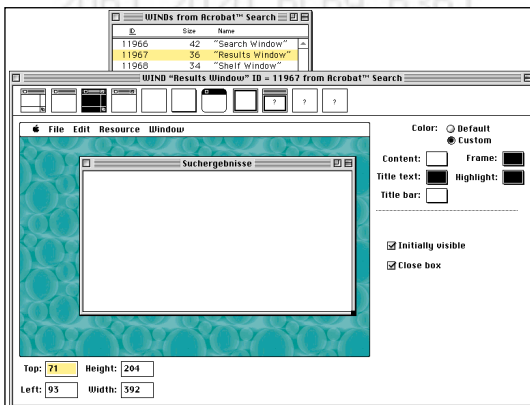 WINDs from Acrobat™ Search
ID Size Name
11966 42 "Search Window"
11967 36 "Results Window"
11968 34 "Shelf Window"
WIND "Results Window" ID = 11967 from Acrobat™ Search
? ? ?
File Edit Resource Window
Suchergebnisse
Color: Default
Custom
Content: Frame:
Title text: Highlight:
Title bar:
Initially visible
Close box
Top: 71 Height: 204
Left: 93 Width: 392